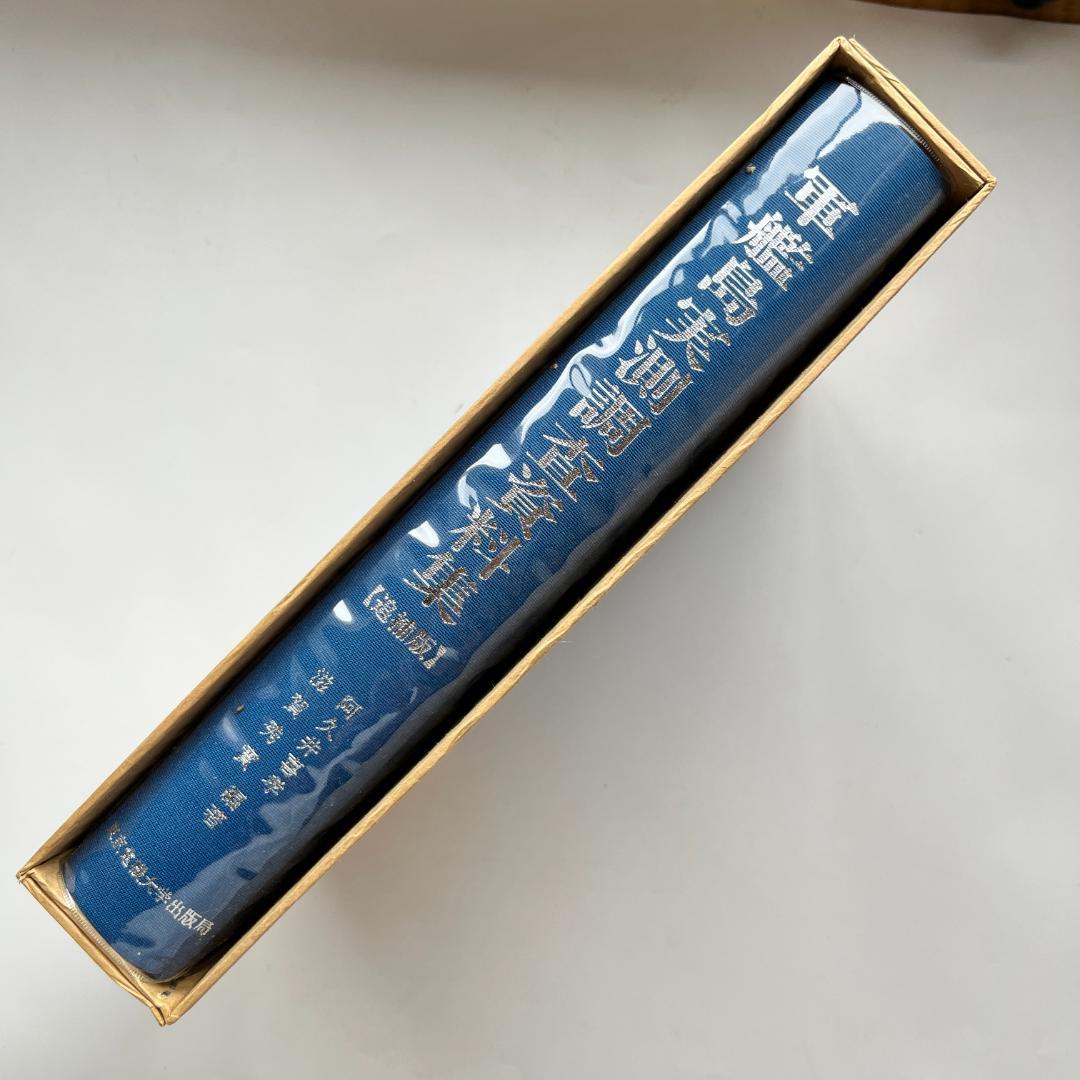 軍艦島実測調査資料集
【追補版】
阿久井喜孝
滋賀秀實 編著
東京電機大学出版局